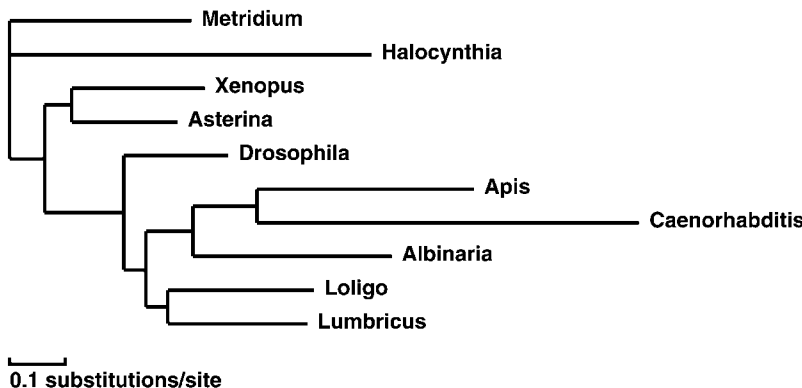 Metridium
Halocynthia
Xenopus
Asterina
Drosophila
Apis
Caenorhabditis
Albinaria
Loligo
Lumbricus
0.1 substitutions/site